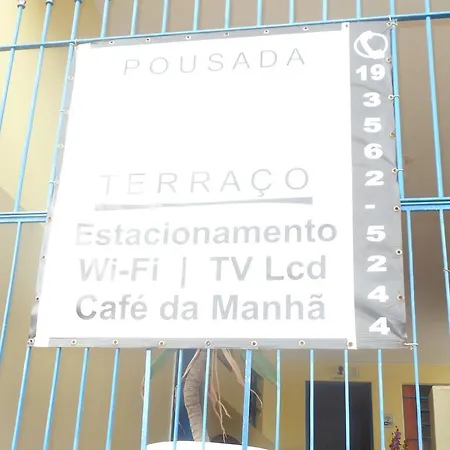 POUSADA
TERRAÇO
Estacionamento
Wi-Fi | TV Lcd
Café da Manhã
19 3562-5244